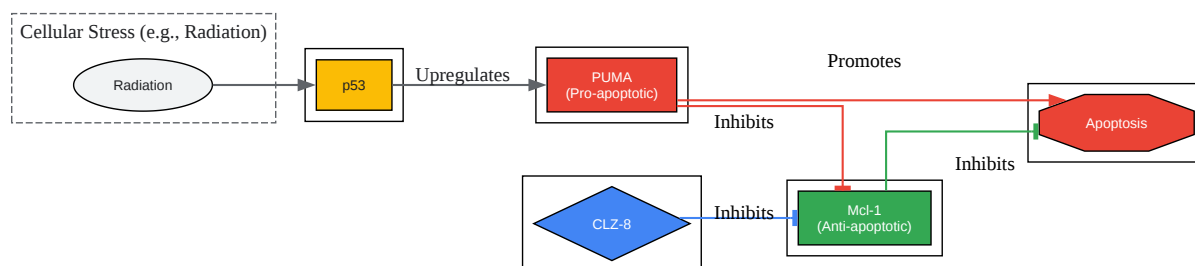 Cellular Stress (e.g., Radiation)
Radiation
p53
Upregulates
PUMA
(Pro-apoptotic)
Promotes
Inhibits
Apoptosis
Inhibits
CLZ-8
Inhibits
Mcl-1
(Anti-apoptotic)